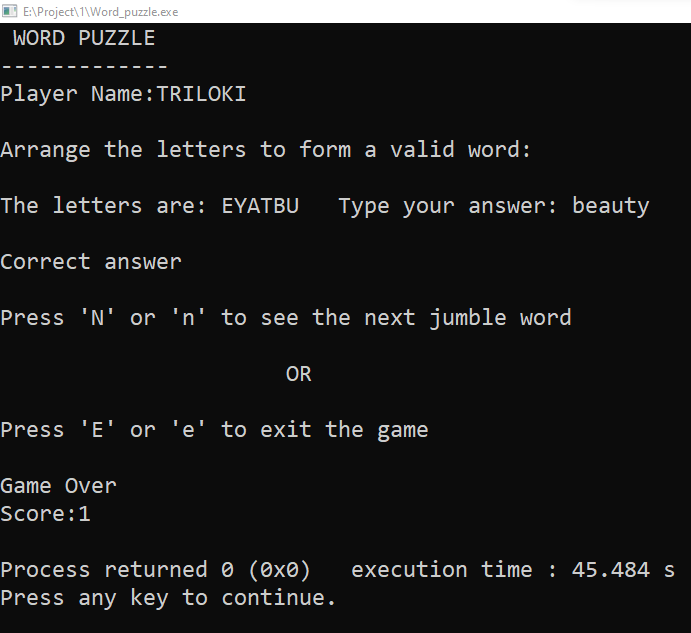 E:\Project\1\Word_puzzle.exe
WORD PUZZLE
-------------
Player Name:TRILOKI
Arrange the letters to form a valid word:
The letters are: EYATBU   Type your answer: beauty
Correct answer
Press 'N' or 'n' to see the next jumble word
OR
Press 'E' or 'e' to exit the game
Game Over
Score:1
Process returned 0 (0x0)   execution time : 45.484 s
Press any key to continue.